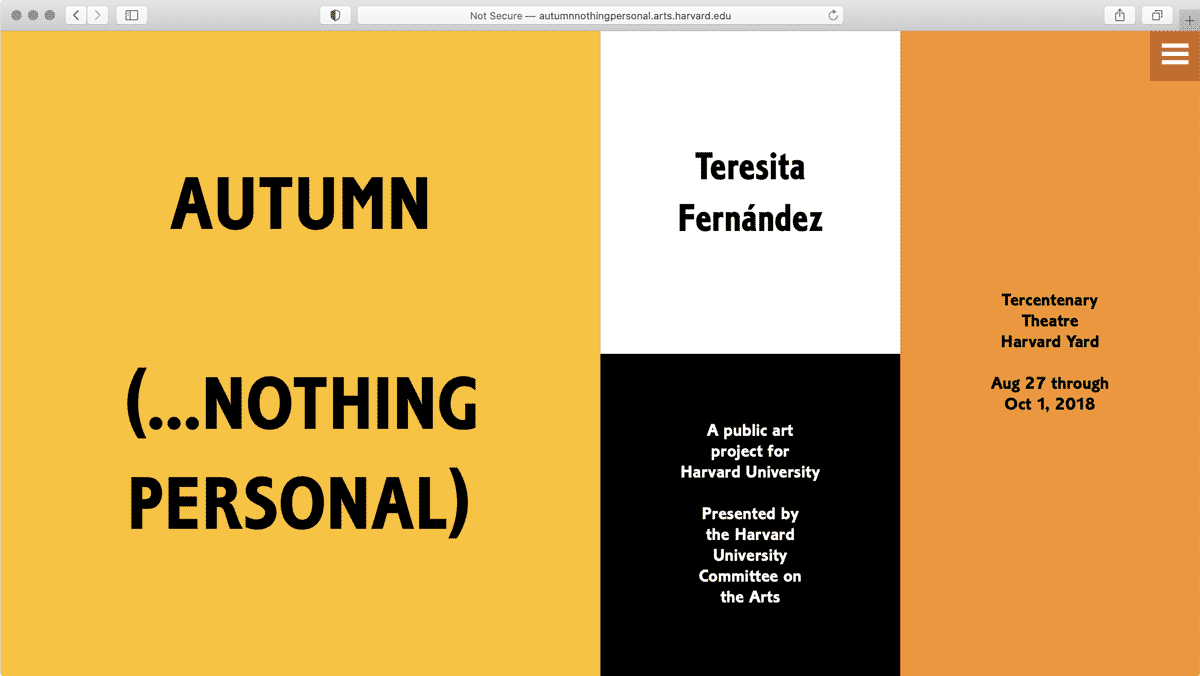 Not Secure — autumnnothingpersonal.arts.harvard.edu
AUTUMN
(...NOTHING
PERSONAL)
Teresita
Fernández
A public art
project for
Harvard University
Presented by
the Harvard
University
Committee on
the Arts
Tercentenary
Theatre
Harvard Yard
Aug 27 through
Oct 1, 2018